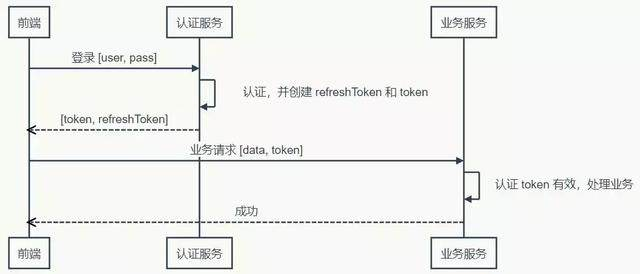 前端
认证服务
业务服务
登录 [user, pass]
认证，并创建 refreshToken 和 token
[token, refreshToken]
业务请求 [data, token]
认证 token 有效，处理业务
成功
前端
认证服务
业务服务